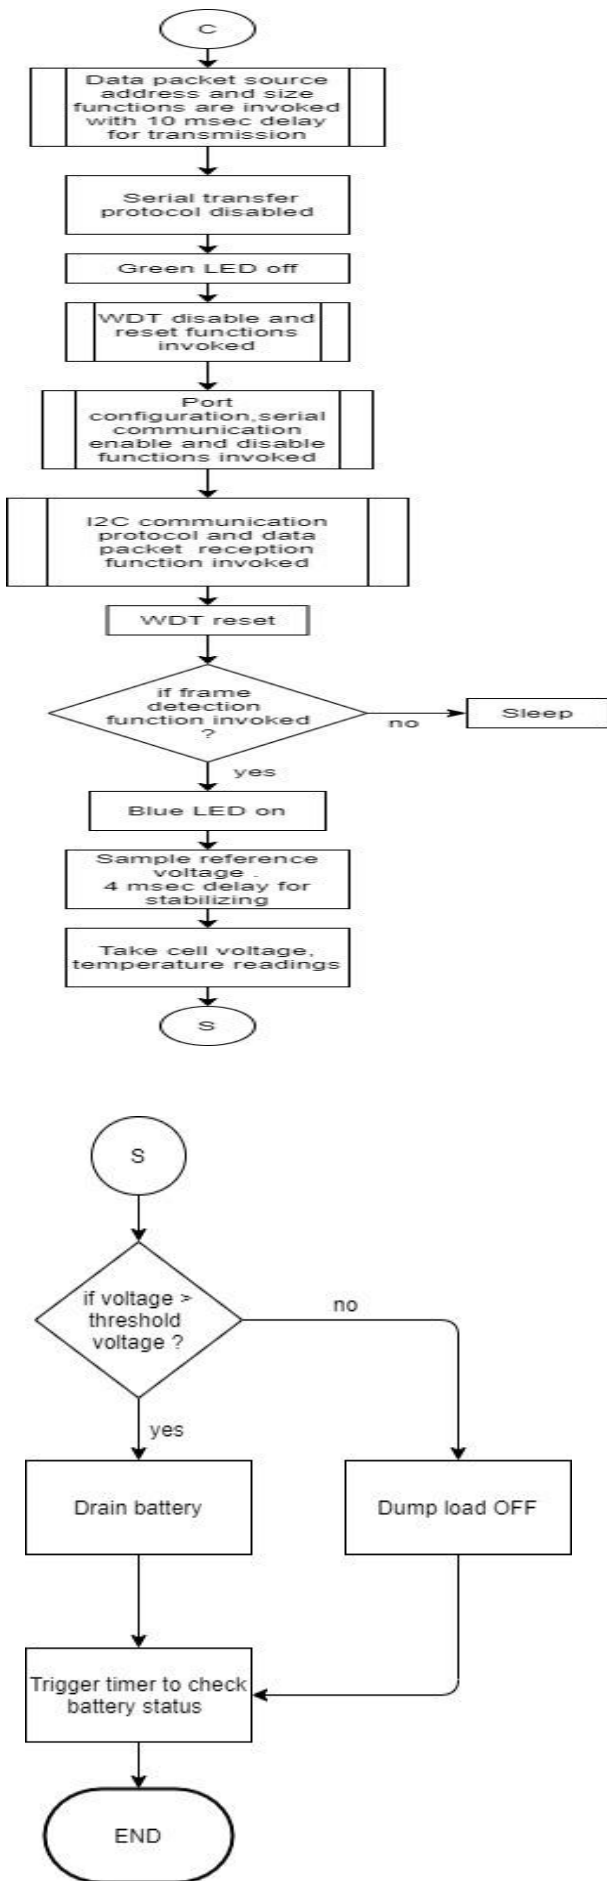 C
Data packet source
address and size
functions are invoked
with 10 msec delay
for transmission
Serial transfer
protocol disabled
Green LED off
WDT disable and
reset functions
invoked
Port
configuration,serial
communication
enable and disable
functions invoked
I2C communication
protocol and data
packet reception
function invoked
WDT reset
if frame
detection
function invoked
?
no
Sleep
yes
Blue LED on
Sample reference
voltage .
4 msec delay for
stabilizing
Take cell voltage,
temperature readings
S
S
if voltage >
threshold
voltage ?
no
yes
Drain battery
Dump load OFF
Trigger timer to check
battery status
END